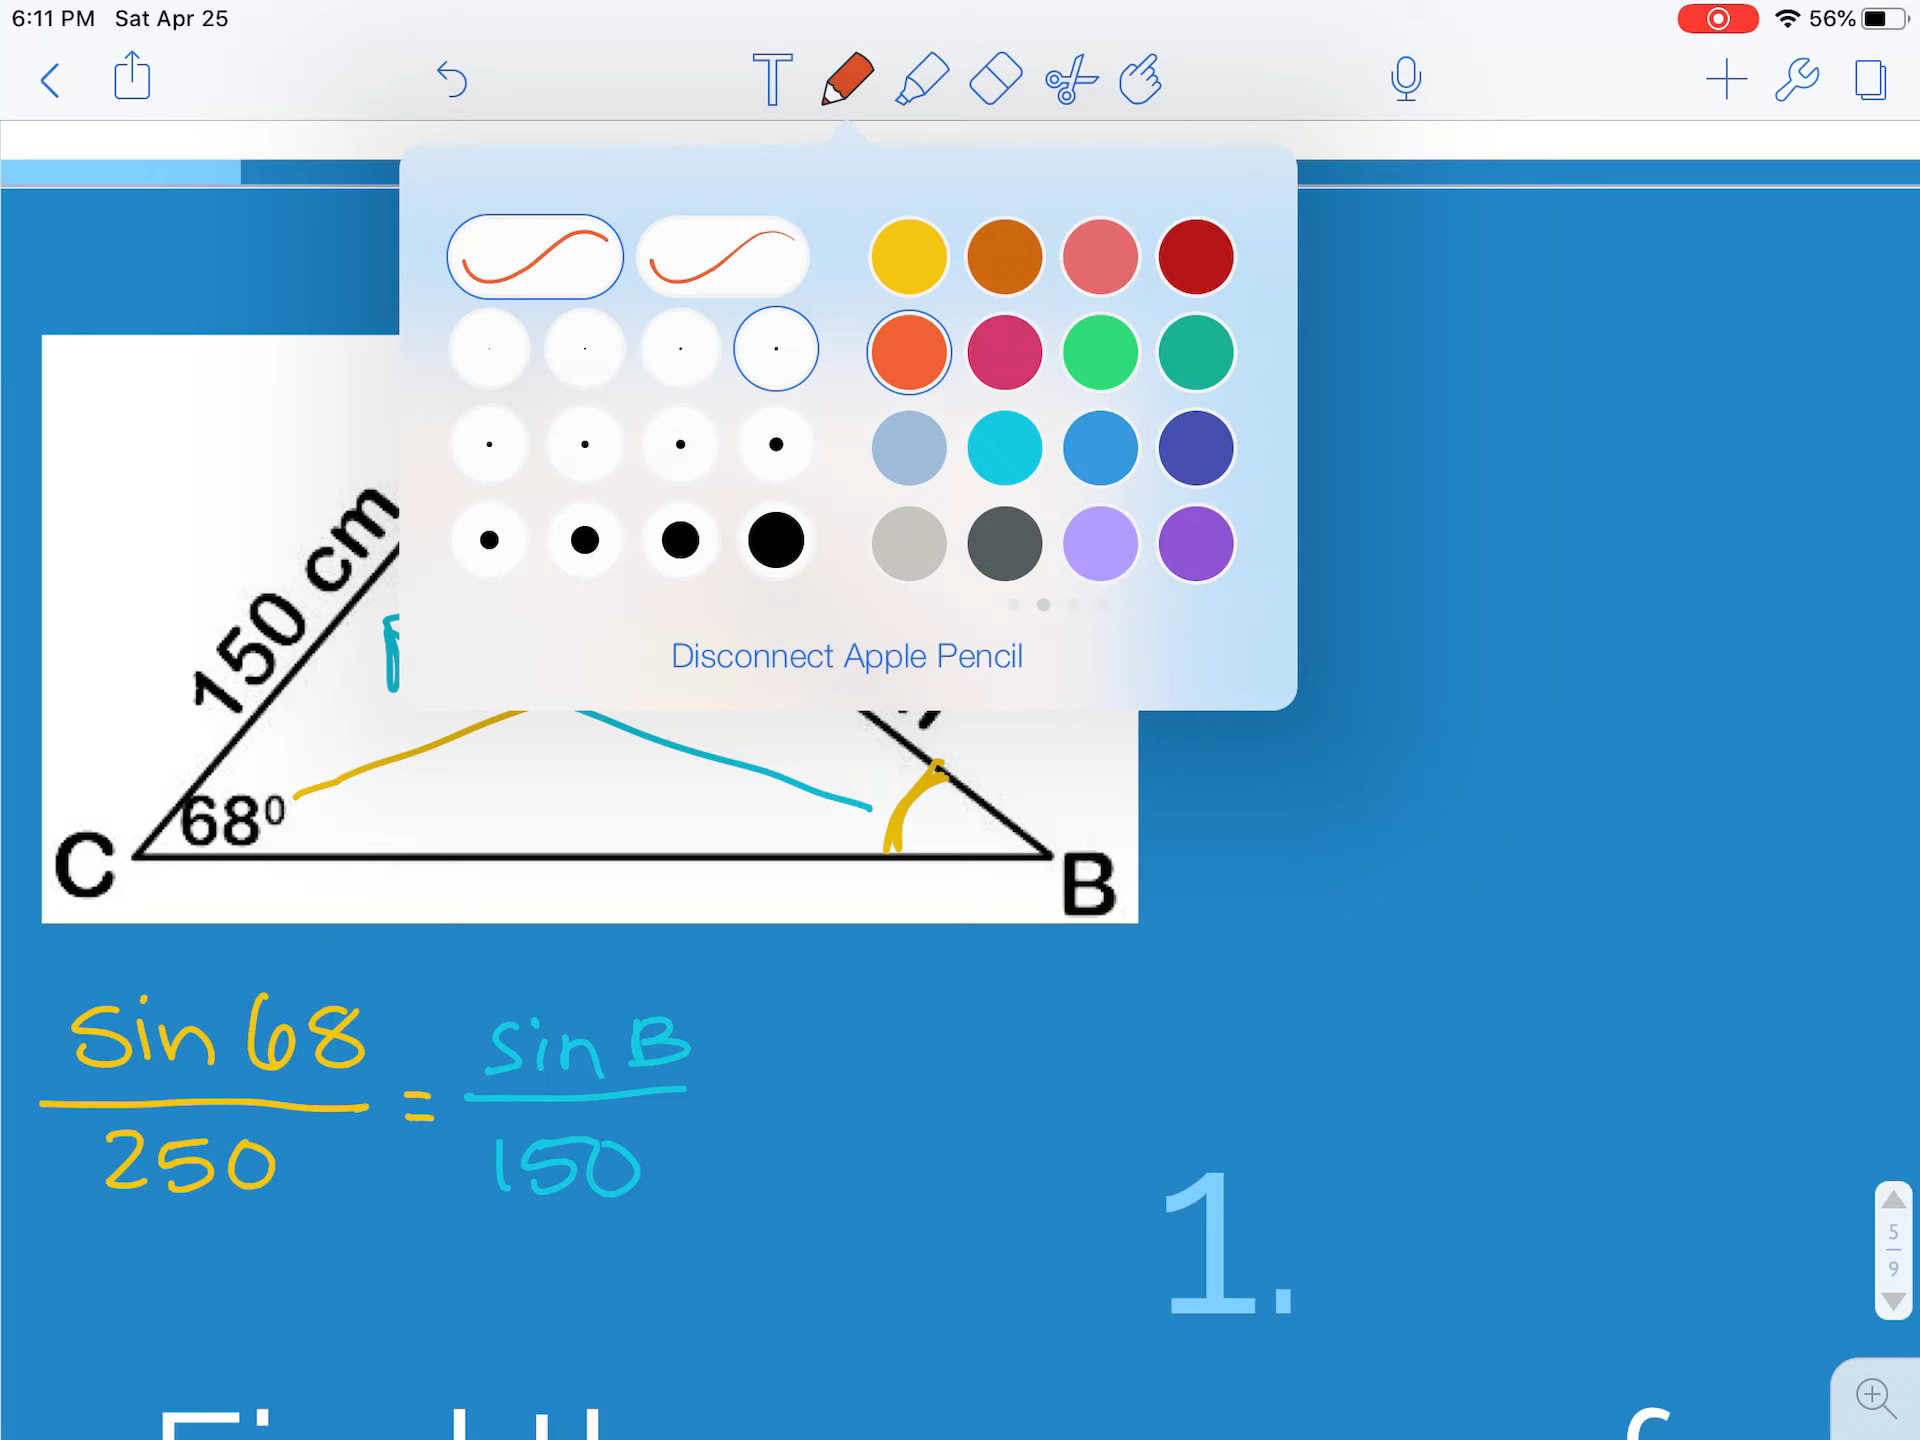 6:11 PM Sat Apr 25
56%
T
Disconnect Apple Pencil
150 cm
68⁰
C
B
sin 68
250
=
sin B
150
1.
5
9